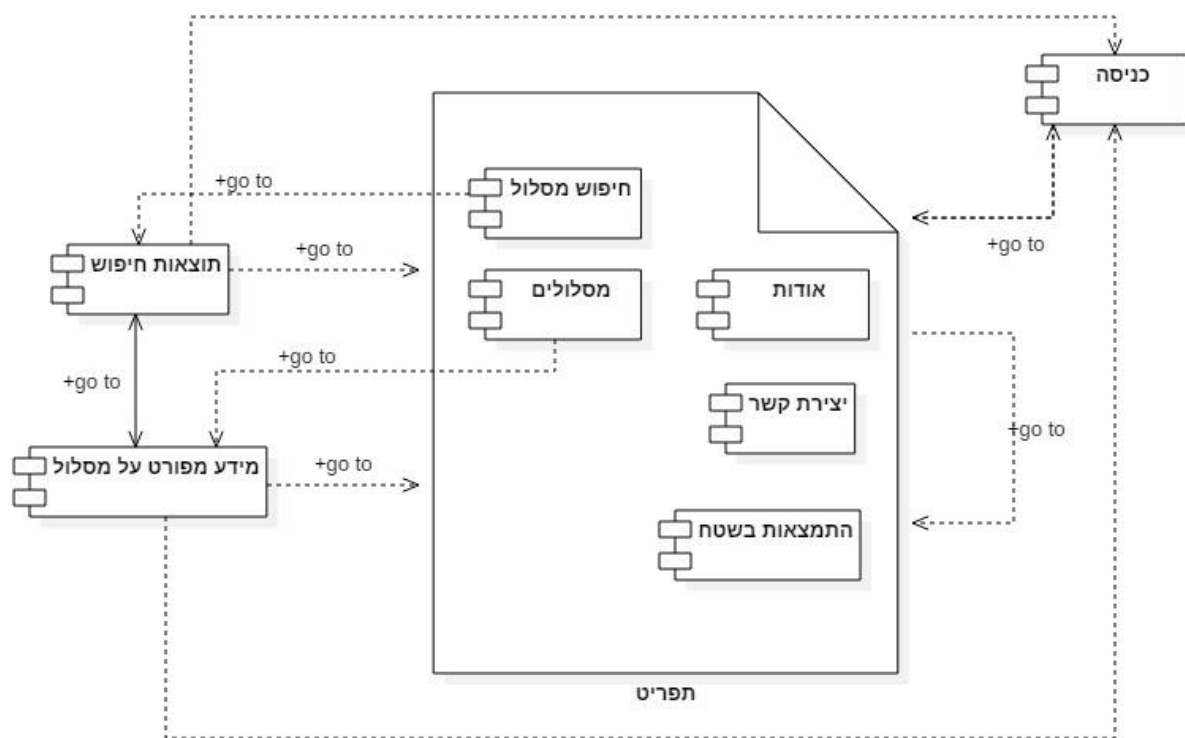 כניסה
חיפוש מסלול
+go to
+go to
+go to
תוצאות חיפוש
מסלולים
אודות
+go to
+go to
יצירת קשר
+go to
מידע מפורט על מסלול
+go to
התמצאות בשטח
תפריט